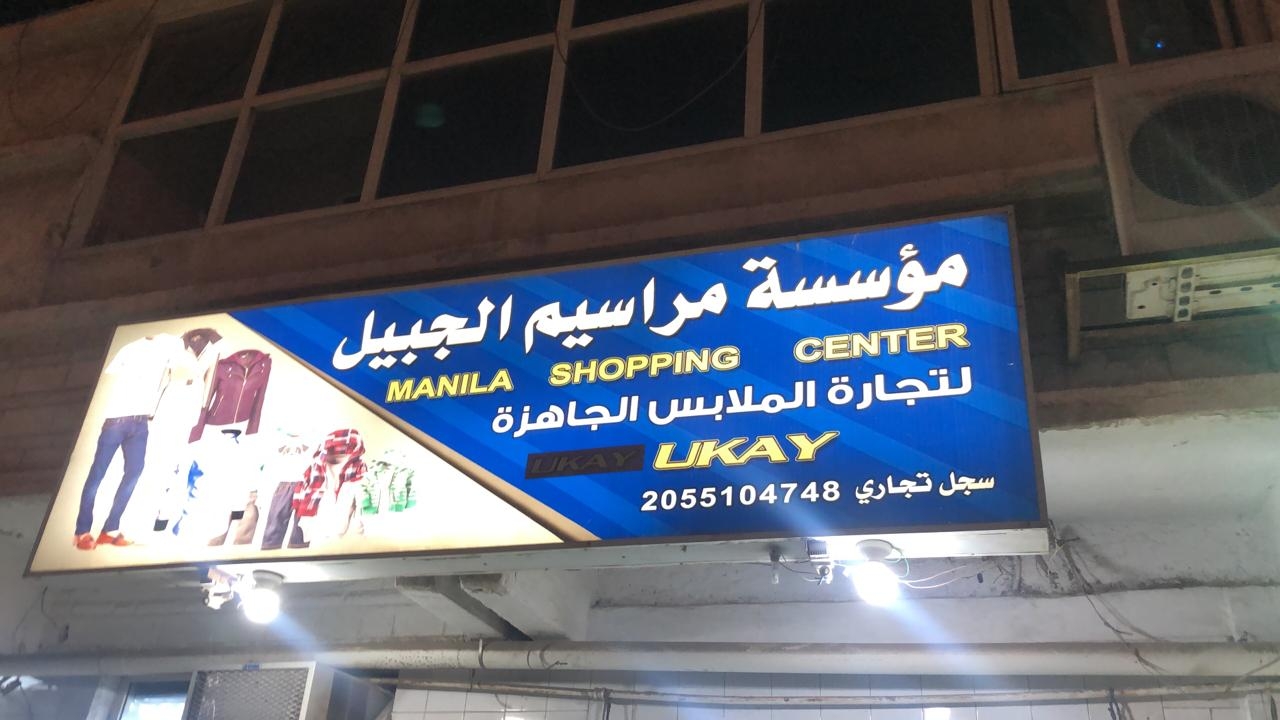 مؤسسة مراسيم الجبيل
MANILA SHOPPING CENTER
لتجارة الملابس الجاهزة
UKAY UKAY
سجل تجاري 2055104748